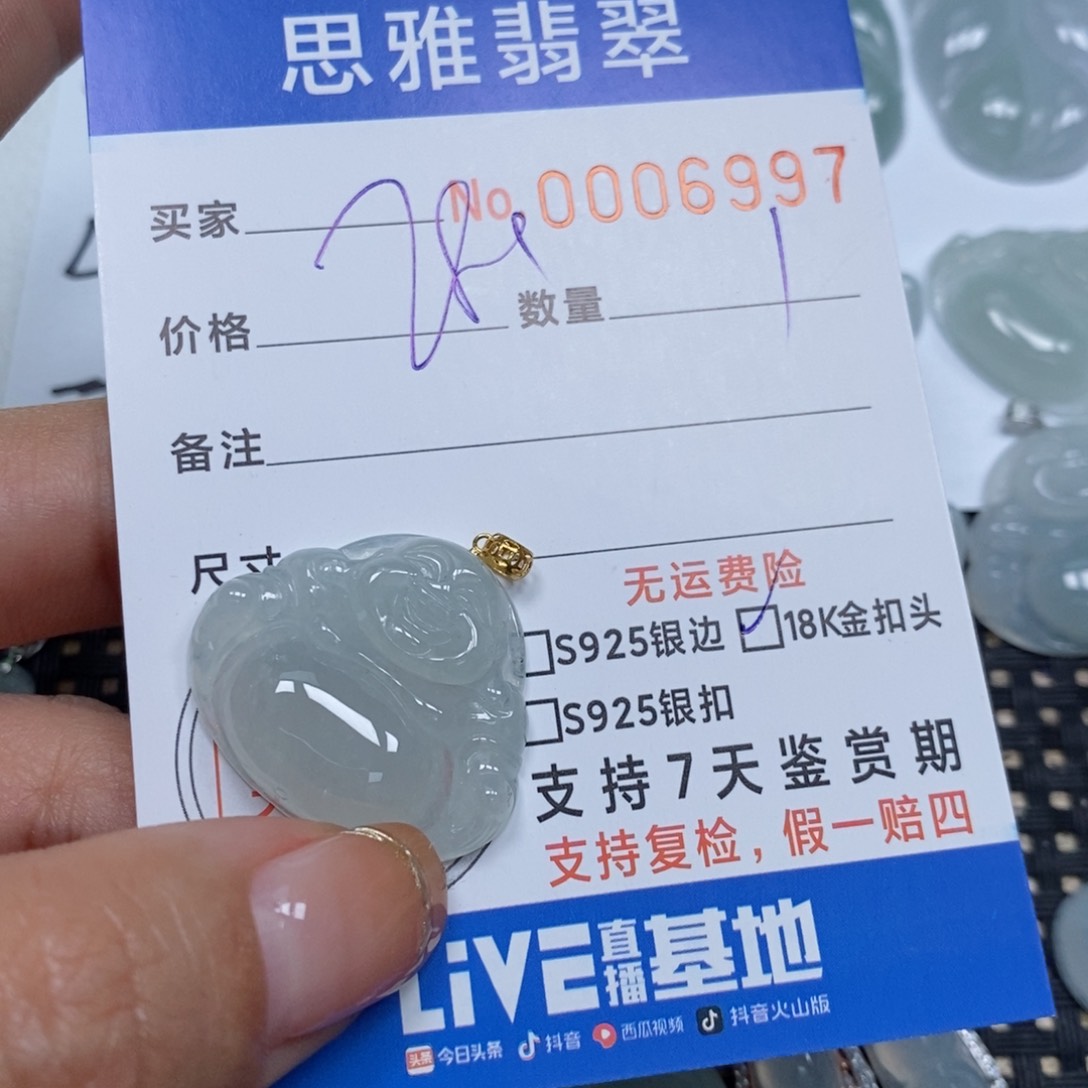 思雅翡翠
No. 0006997
买家
价格 数量 1
备注
尺寸
无运费险
S925银边 18K金扣头
S925银扣
支持7天鉴赏期
支持复检，假一赔四
LiVE直播基地
头条 今日头条 抖音 西瓜视频 抖音火山版